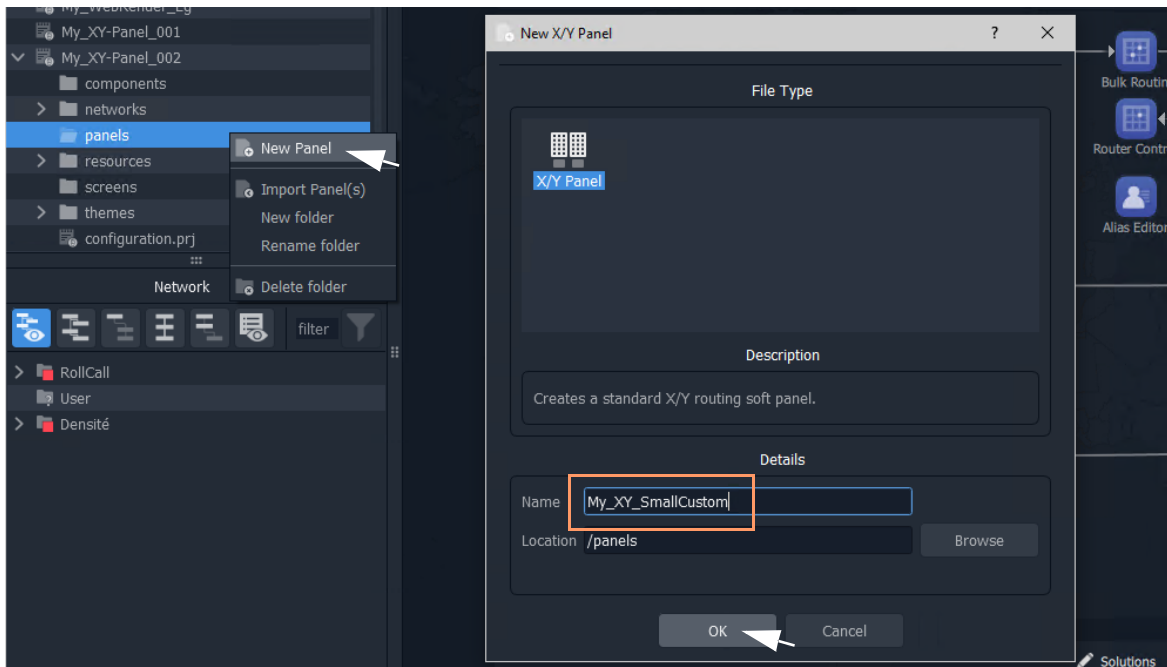 My_WebRender_Eg
My_XY-Panel_001
My_XY-Panel_002
components
networks
panels
resources
screens
themes
configuration.prj
New Panel
Import Panel(s)
New folder
Rename folder
Delete folder
Network
filter
RollCall
User
Densité
New X/Y Panel
?
File Type
X/Y Panel
Description
Creates a standard X/Y routing soft panel.
Details
Name
My_XY_SmallCustom
Location
/panels
Browse
OK
Cancel
Bulk Routin
Router Contr
Alias Editor
Solutions